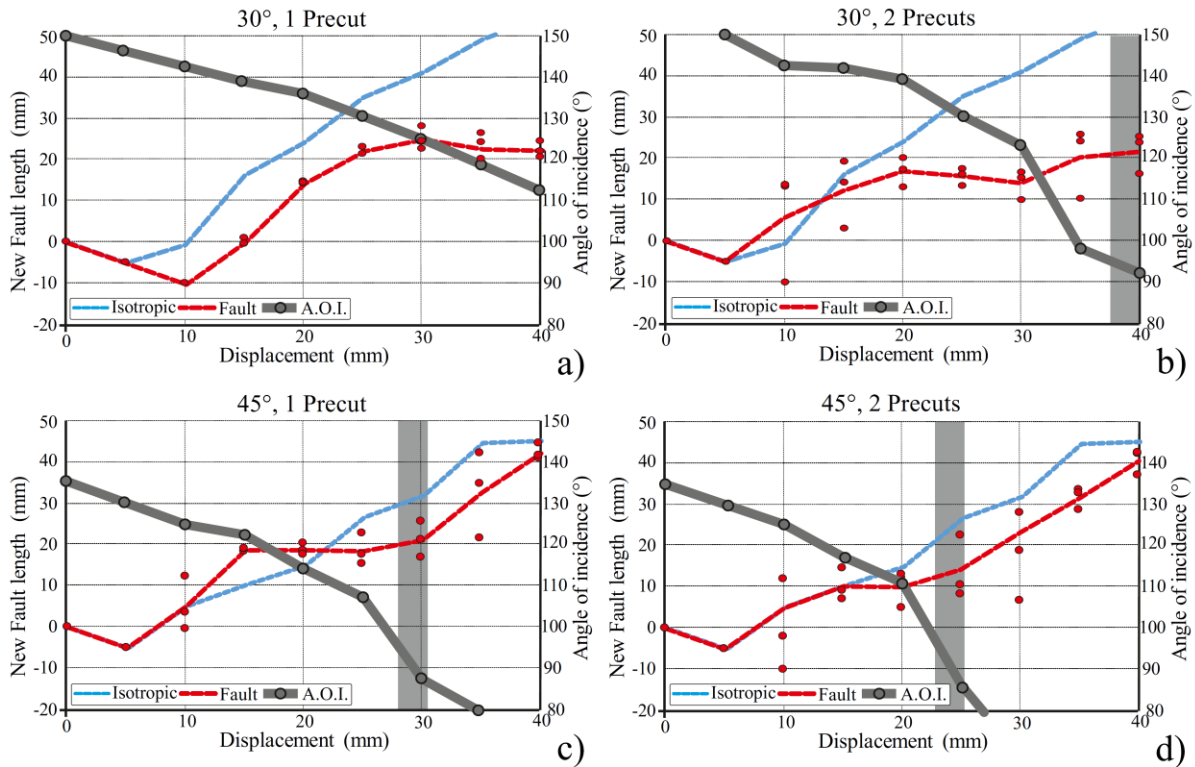 30°, 1 Precut
50 150
40 140
30 130
20 120
10 110
0 100
-10 90
-20 80
New Fault length (mm)
Angle of incidence (°)
Isotropic Fault A.O.I.
0 10 20 30 40
Displacement (mm)
a)
30°, 2 Precuts
50 150
40 140
30 130
20 120
10 110
0 100
-10 90
-20 80
New Fault length (mm)
Angle of incidence (°)
Isotropic Fault A.O.I.
0 10 20 30 40
Displacement (mm)
b)
45°, 1 Precut
50 150
40 140
30 130
20 120
10 110
0 100
-10 90
-20 80
New Fault length (mm)
Angle of incidence (°)
Isotropic Fault A.O.I.
0 10 20 30 40
Displacement (mm)
c)
45°, 2 Precuts
50
40 140
30 130
20 120
10 110
0 100
-10 90
-20 80
New Fault length (mm)
Angle of incidence (°)
Isotropic Fault A.O.I.
0 10 20 30 40
Displacement (mm)
d)